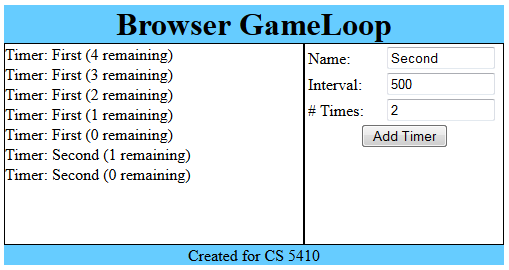 Browser GameLoop
Timer: First (4 remaining)
Timer: First (3 remaining)
Timer: First (2 remaining)
Timer: First (1 remaining)
Timer: First (0 remaining)
Timer: Second (1 remaining)
Timer: Second (0 remaining)
Name: Second
Interval: 500
# Times: 2
Add Timer
Created for CS 5410